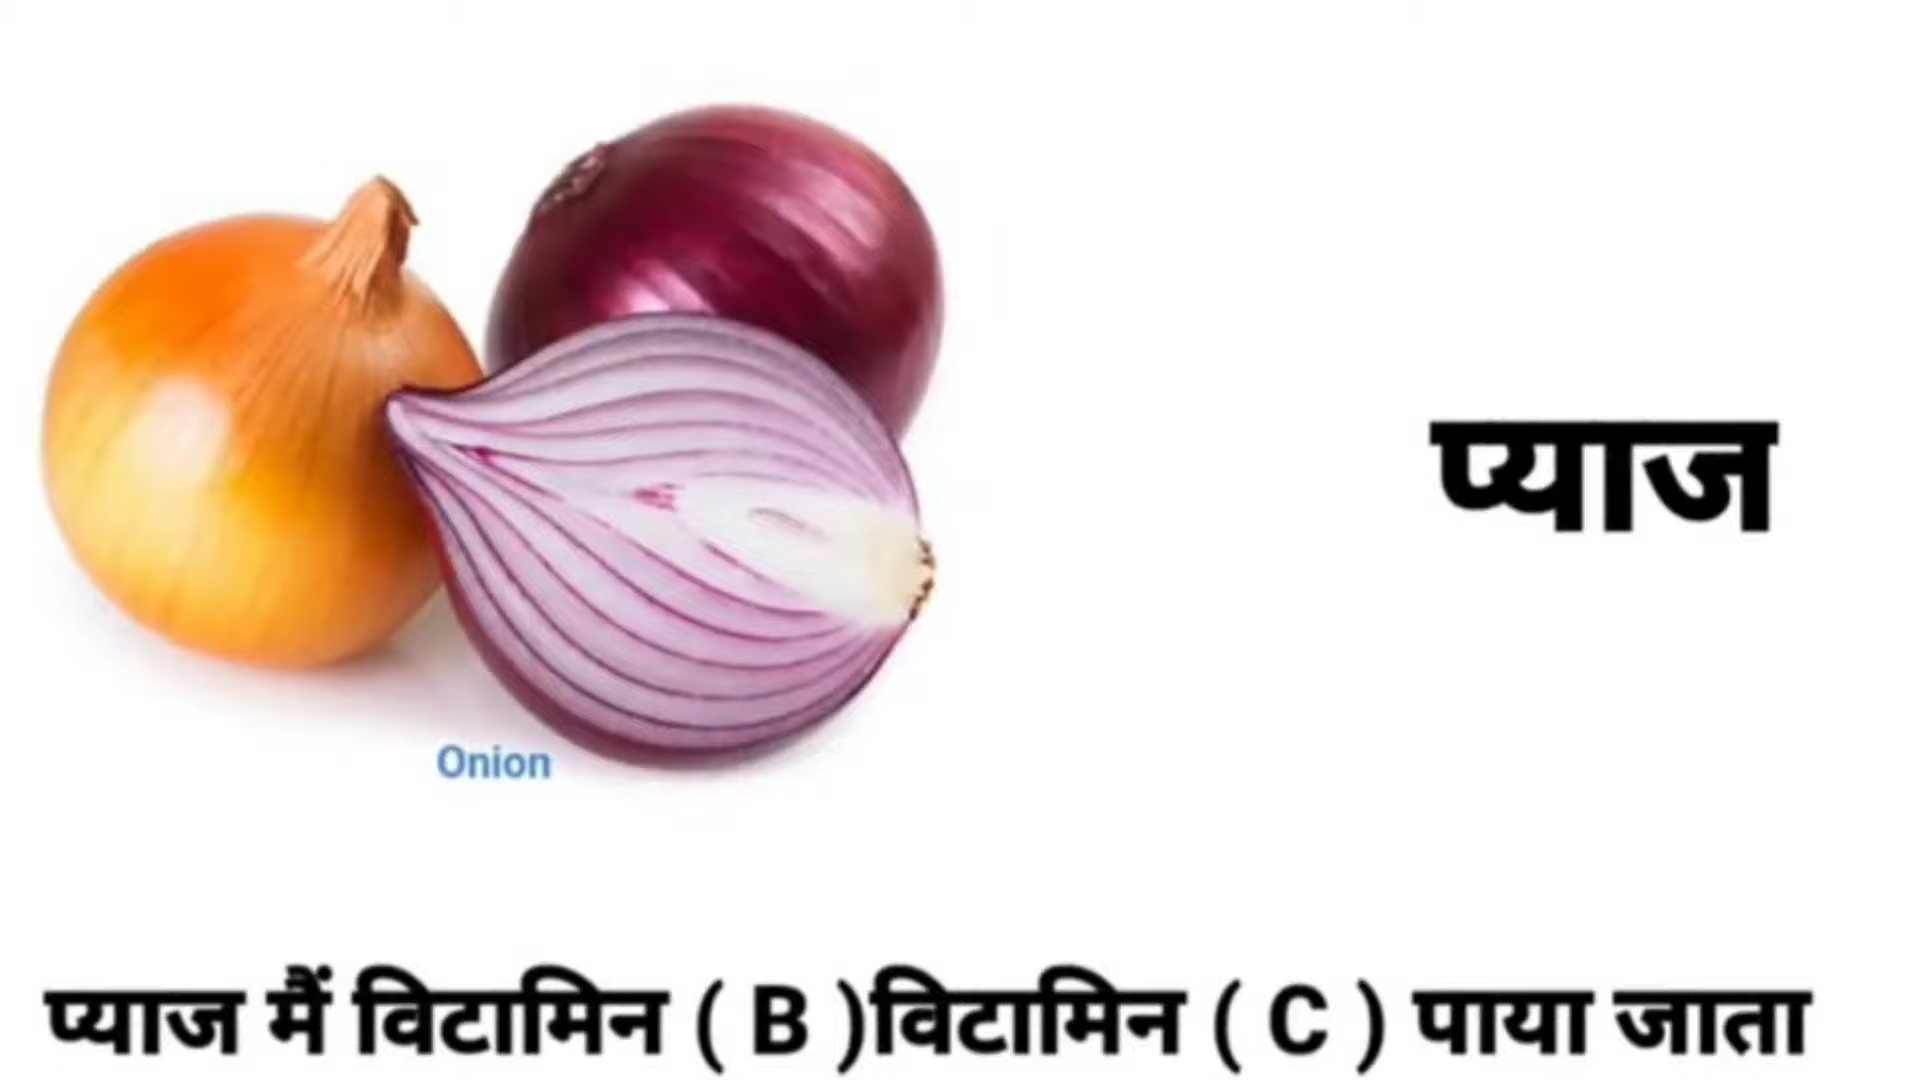 प्याज
Onion
प्याज मैं विटामिन ( B )विटामिन ( C ) पाया जाता